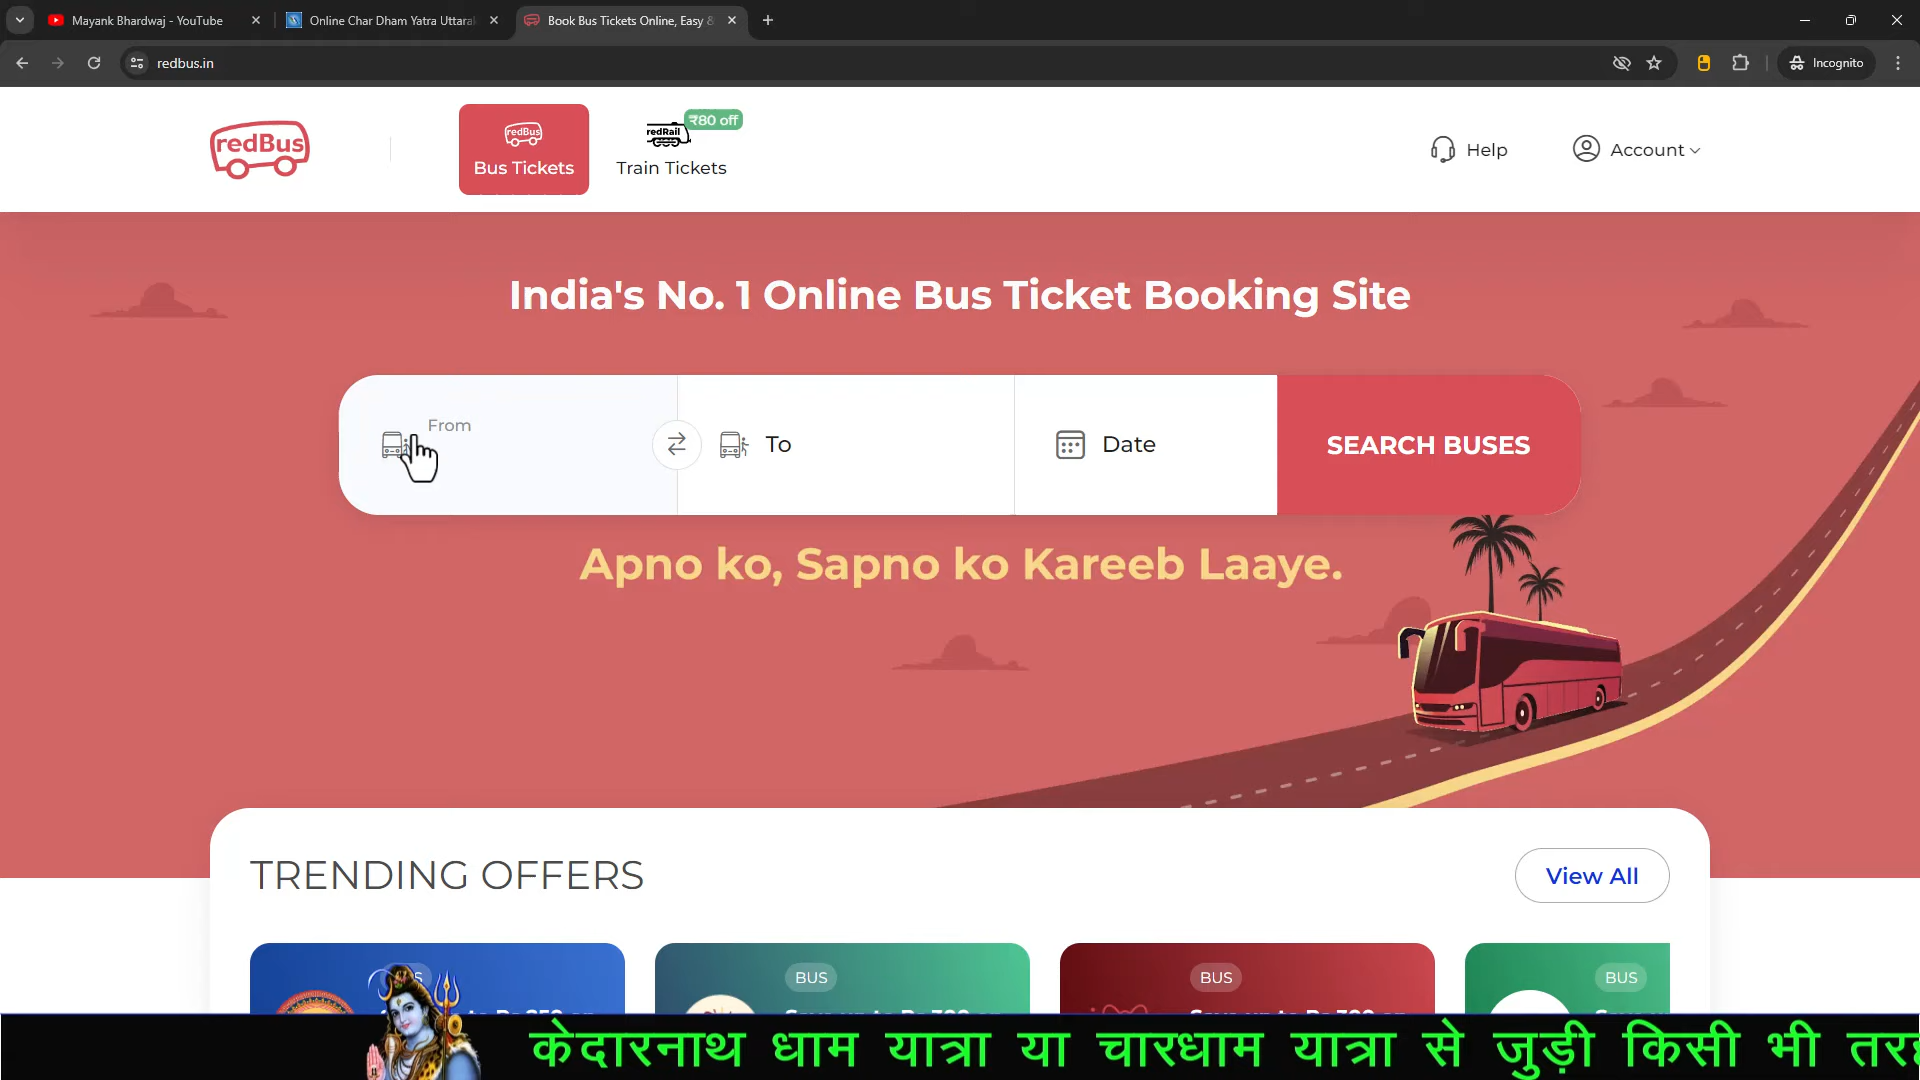 Mayank Bhardwaj - YouTube
Online Char Dham Yatra
Book Bus Tickets Online, Easy &
redbus.in
Incognito
redBus
redBus
Bus Tickets
redRail
₹80 off
Train Tickets
Help
Account
India's No. 1 Online Bus Ticket Booking Site
From
To
Date
SEARCH BUSES
Apno ko, Sapno ko Kareeb Laaye.
TRENDING OFFERS
View All
BUS
BUS
BUS
केदारनाथ धाम यात्रा या चारधाम यात्रा से जुड़ी किसी भी